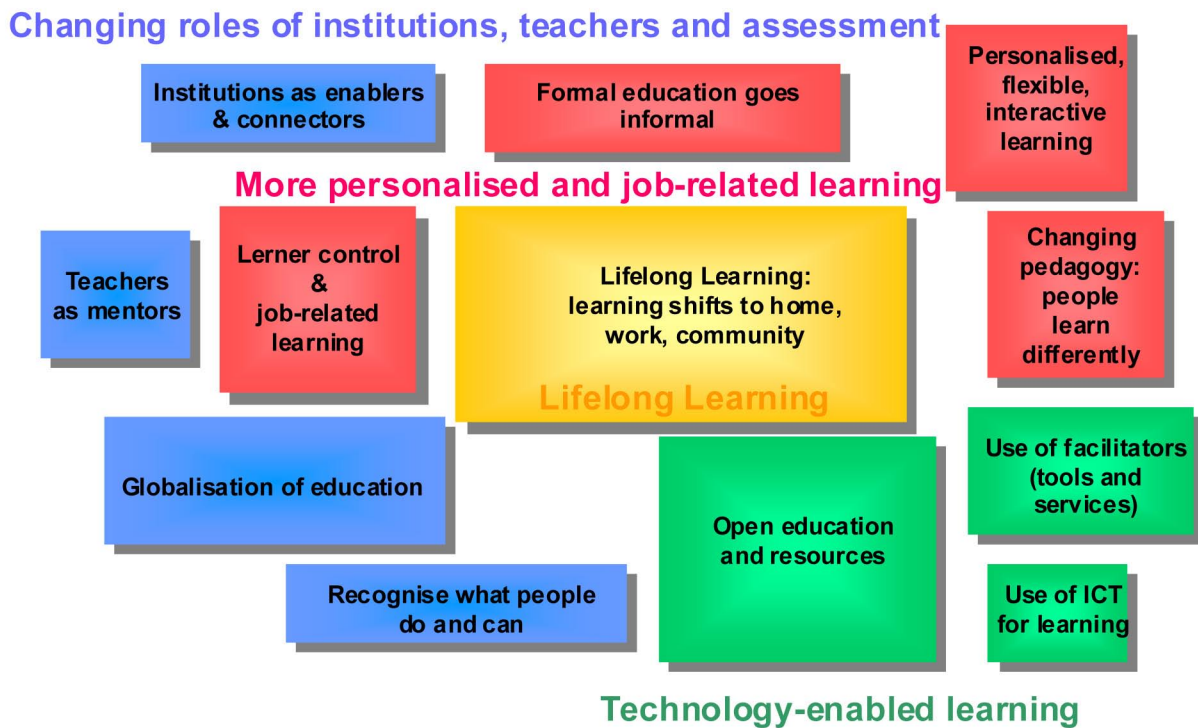 Changing roles of institutions, teachers and assessment
Institutions as enablers
& connectors
Formal education goes
informal
Personalised,
flexible,
interactive
learning
More personalised and job-related learning
Teachers
as mentors
Lerner control
&
job-related
learning
Lifelong Learning:
learning shifts to home,
work, community
Lifelong Learning
Changing
pedagogy:
people
learn
differently
Globalisation of education
Open education
and resources
Use of facilitators
(tools and
services)
Recognise what people
do and can
Use of ICT
for learning
Technology-enabled learning